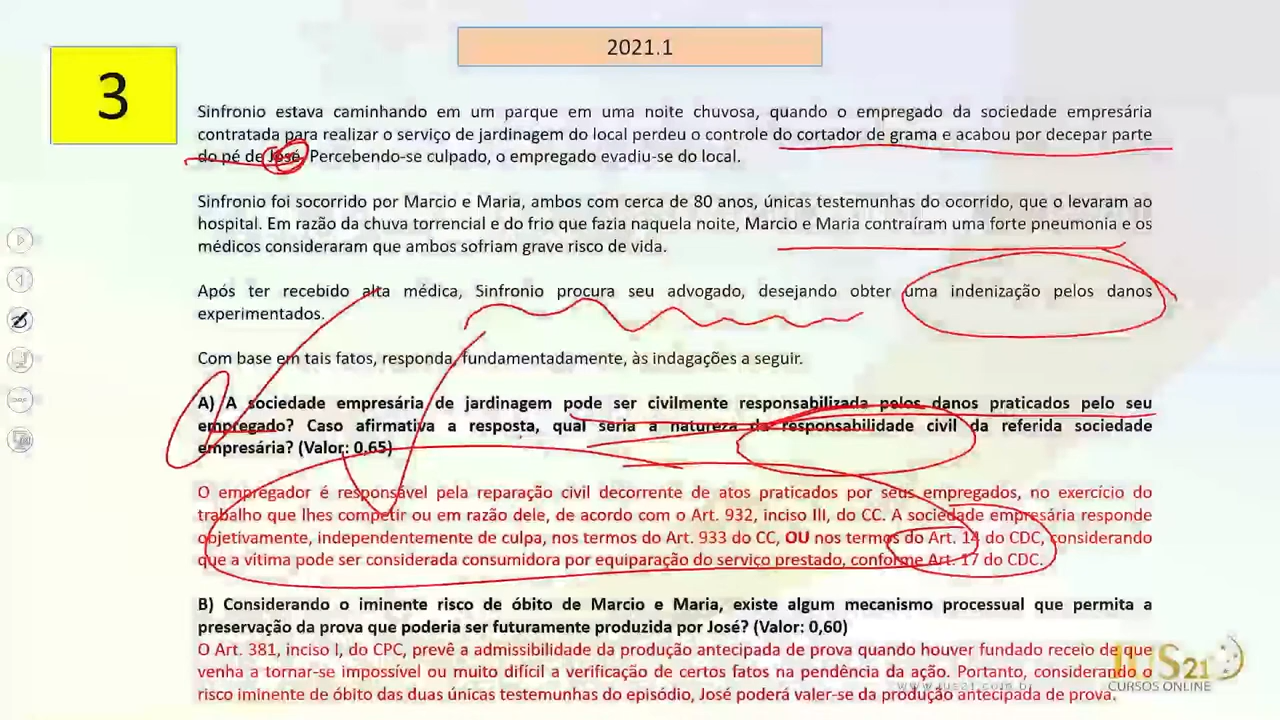 2021.1
3
Sinfronio estava caminhando em um parque em uma noite chuvosa, quando o empregado da sociedade empresária
contratada para realizar o serviço de jardinagem do local perdeu o controle do cortador de grama e acabou por decepar parte
do pé de José. Percebendo-se culpado, o empregado evadiu-se do local.
Sinfronio foi socorrido por Marcio e Maria, ambos com cerca de 80 anos, únicas testemunhas do ocorrido, que o levaram ao
hospital. Em razão da chuva torrencial e do frio que fazia naquela noite, Marcio e Maria contraíram uma forte pneumonia e os
médicos consideraram que ambos sofriam grave risco de vida.
Após ter recebido alta médica, Sinfronio procura seu advogado, desejando obter uma indenização pelos danos
experimentados.
Com base em tais fatos, responda, fundamentadamente, às indagações a seguir.
A) A sociedade empresária de jardinagem pode ser civilmente responsabilizada pelos danos praticados pelo seu
empregado? Caso afirmativa a resposta, qual seria a natureza da responsabilidade civil da referida sociedade
empresária? (Valor: 0,65)
O empregador é responsável pela reparação civil decorrente de atos praticados por seus empregados, no exercício do
trabalho que lhes competir ou em razão dele, de acordo com o Art. 932, inciso III, do CC. A sociedade empresária responde
objetivamente, independentemente de culpa, nos termos do Art. 933 do CC, OU nos termos do Art. 14 do CDC, considerando
que a vítima pode ser considerada consumidora por equiparação do serviço prestado, conforme Art. 17 do CDC.
B) Considerando o iminente risco de óbito de Marcio e Maria, existe algum mecanismo processual que permita a
preservação da prova que poderia ser futuramente produzida por José? (Valor: 0,60)
O Art. 381, inciso I, do CPC, prevê a admissibilidade da produção antecipada de prova quando houver fundado receio de que
venha a tornar-se impossível ou muito difícil a verificação de certos fatos na pendência da ação. Portanto, considerando o
risco iminente de óbito das duas únicas testemunhas do episódio, José poderá valer-se da produção antecipada de prova.
IUS21
CURSOS ONLINE
www.ius21.com.br